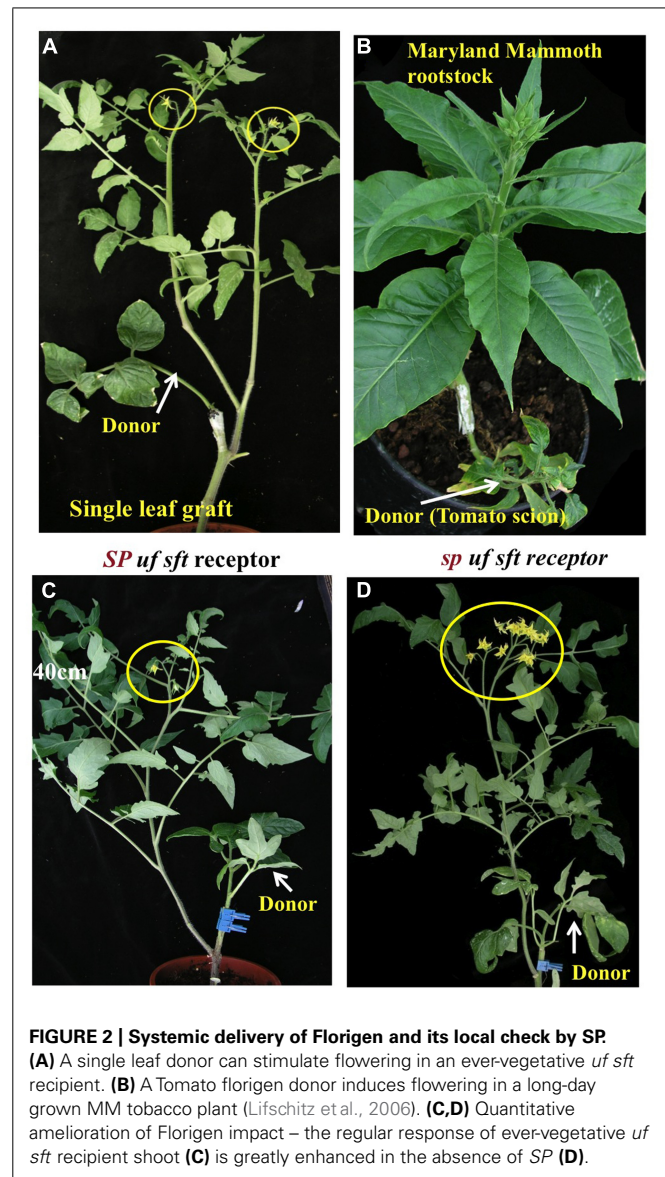 A
B
Maryland Mammoth
rootstock
Donor
Single leaf graft
Donor (Tomato scion)
SP uf sft receptor
sp uf sft receptor
C
40cm
Donor
D
Donor
FIGURE 2 | Systemic delivery of Florigen and its local check by SP.
(A) A single leaf donor can stimulate flowering in an ever-vegetative uf sft
recipient. (B) A Tomato florigen donor induces flowering in a long-day
grown MM tobacco plant (Lifschitz et al., 2006). (C,D) Quantitative
amelioration of Florigen impact – the regular response of ever-vegetative uf
sft recipient shoot (C) is greatly enhanced in the absence of SP (D).